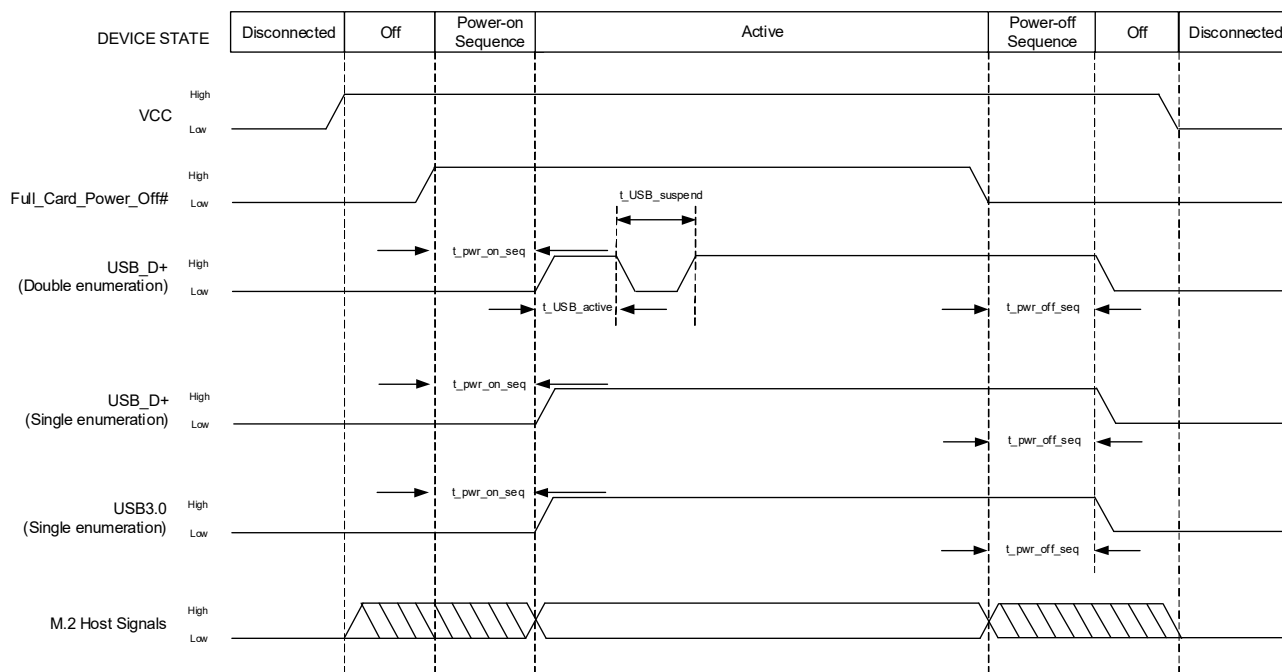 DEVICE STATE
Disconnected
Off
Power-on
Sequence
Active
Power-off
Sequence
Off
Disconnected
VCC
High
Low
Full_Card_Power_Off#
High
Low
t_USB_suspend
USB_D+
(Double enumeration)
High
Low
t_pwr_on_seq
t_USB_active
t_pwr_off_seq
USB_D+
(Single enumeration)
High
Low
t_pwr_on_seq
t_pwr_off_seq
USB3.0
(Single enumeration)
High
Low
t_pwr_on_seq
t_pwr_off_seq
M.2 Host Signals
High
Low